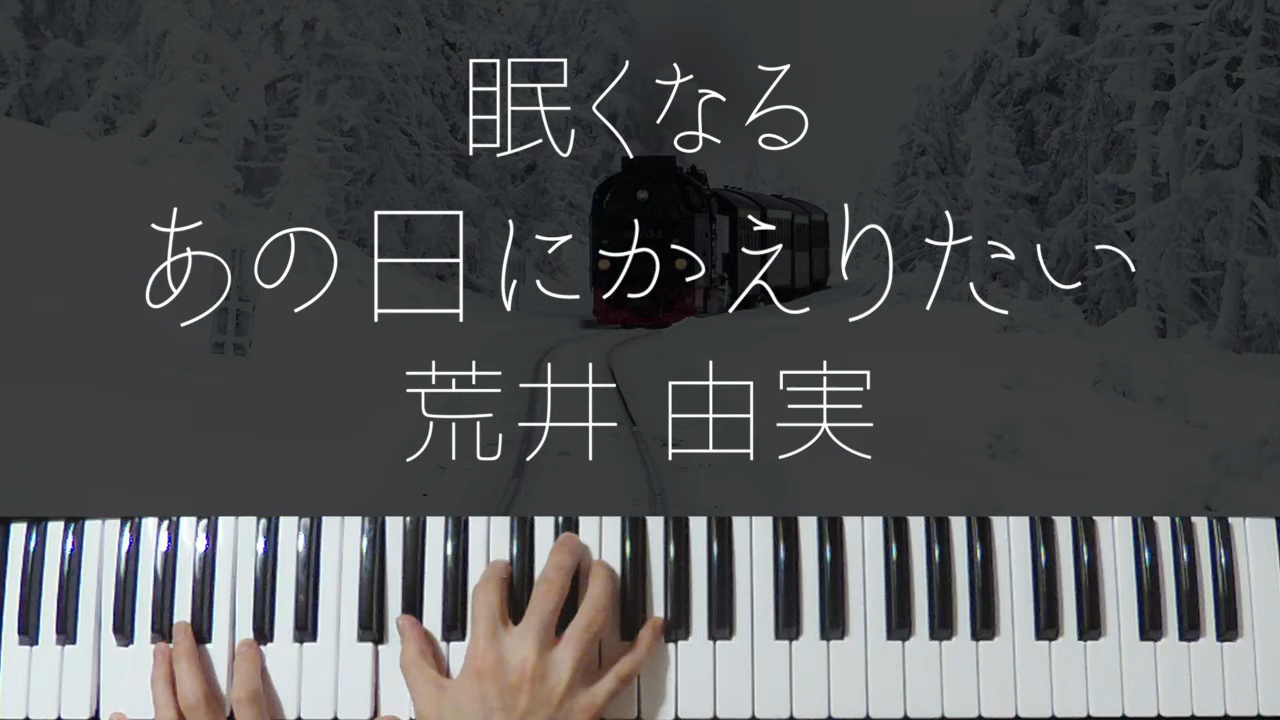 眠くなる
あの日にかえりたい
荒井 由実